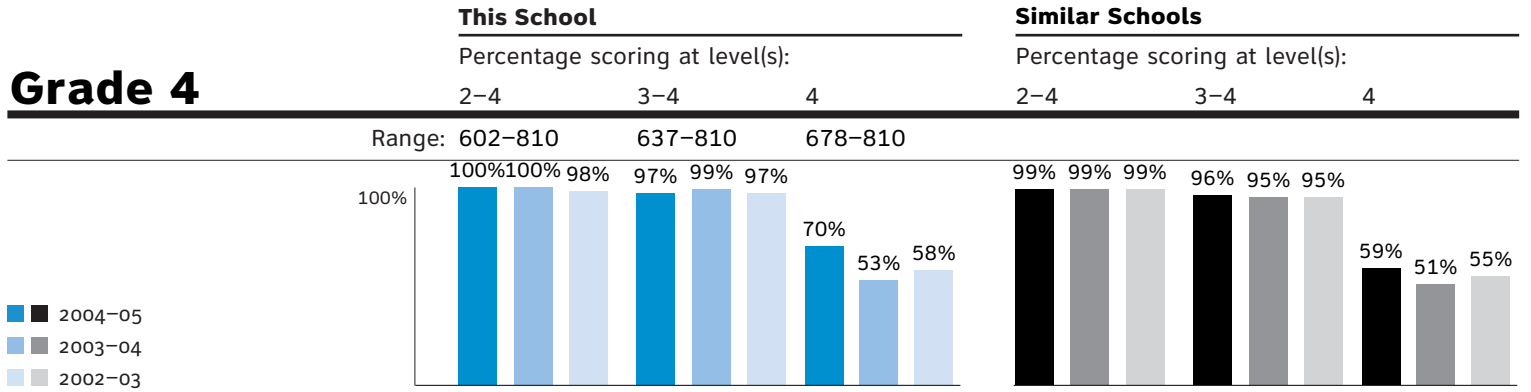 This School Similar Schools
Percentage scoring at level(s): Percentage scoring at level(s):
Grade 4 2–4 3–4 4 2–4 3–4 4
Range: 602–810 637–810 678–810
100% 100% 98% 97% 99% 97% 70% 53% 58% 99% 99% 99% 96% 95% 95% 59% 51% 55%
100%
2004–05
2003–04
2002–03